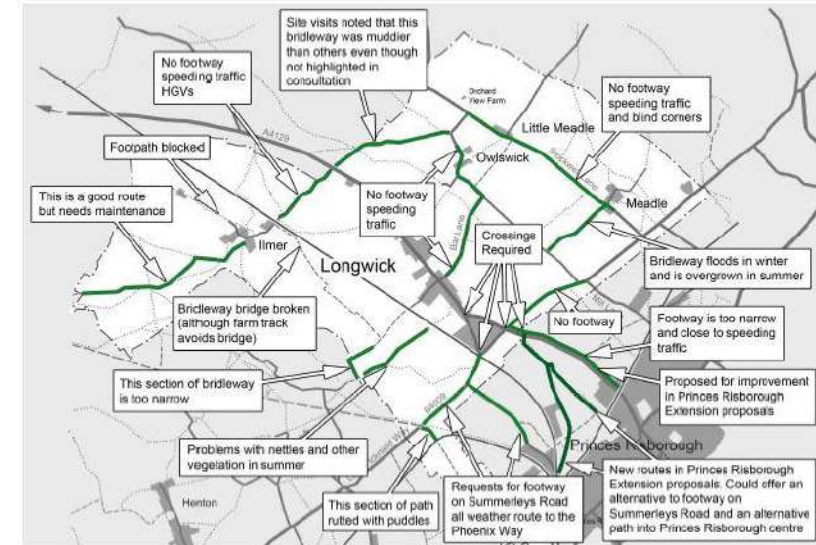 Site visits noted that this
bridleway was muddier
than others even though
not highlighted in
consultation
No footway
speeding traffic
HGVs
Orchard
View Farm
No footway
speeding traffic
and blind corners
Little Meadle
A4129
Footpath blocked
Owlswick
This is a good route
but needs maintenance
No footway
speeding
traffic
Meadle
Crossings
Required
Bar Lane
Ilmer
Longwick
Bridleway floods in winter
and is overgrown in summer
Bridleway bridge broken
(although farm track
avoids bridge)
No footway
Footway is too narrow
and close to speeding
traffic
This section of bridleway
is too narrow
Proposed for improvement
in Princes Risborough
Extension proposals
B4009
Problems with nettles and other
vegetation in summer
Princes Risborough
Henton
This section of path
rutted with puddles
Requests for footway
on Summerleys Road
all weather route to the
Phoenix Way
New routes in Princes Risborough
Extension proposals. Could offer an
alternative to footway on
Summerleys Road and an alternative
path into Princes Risborough centre